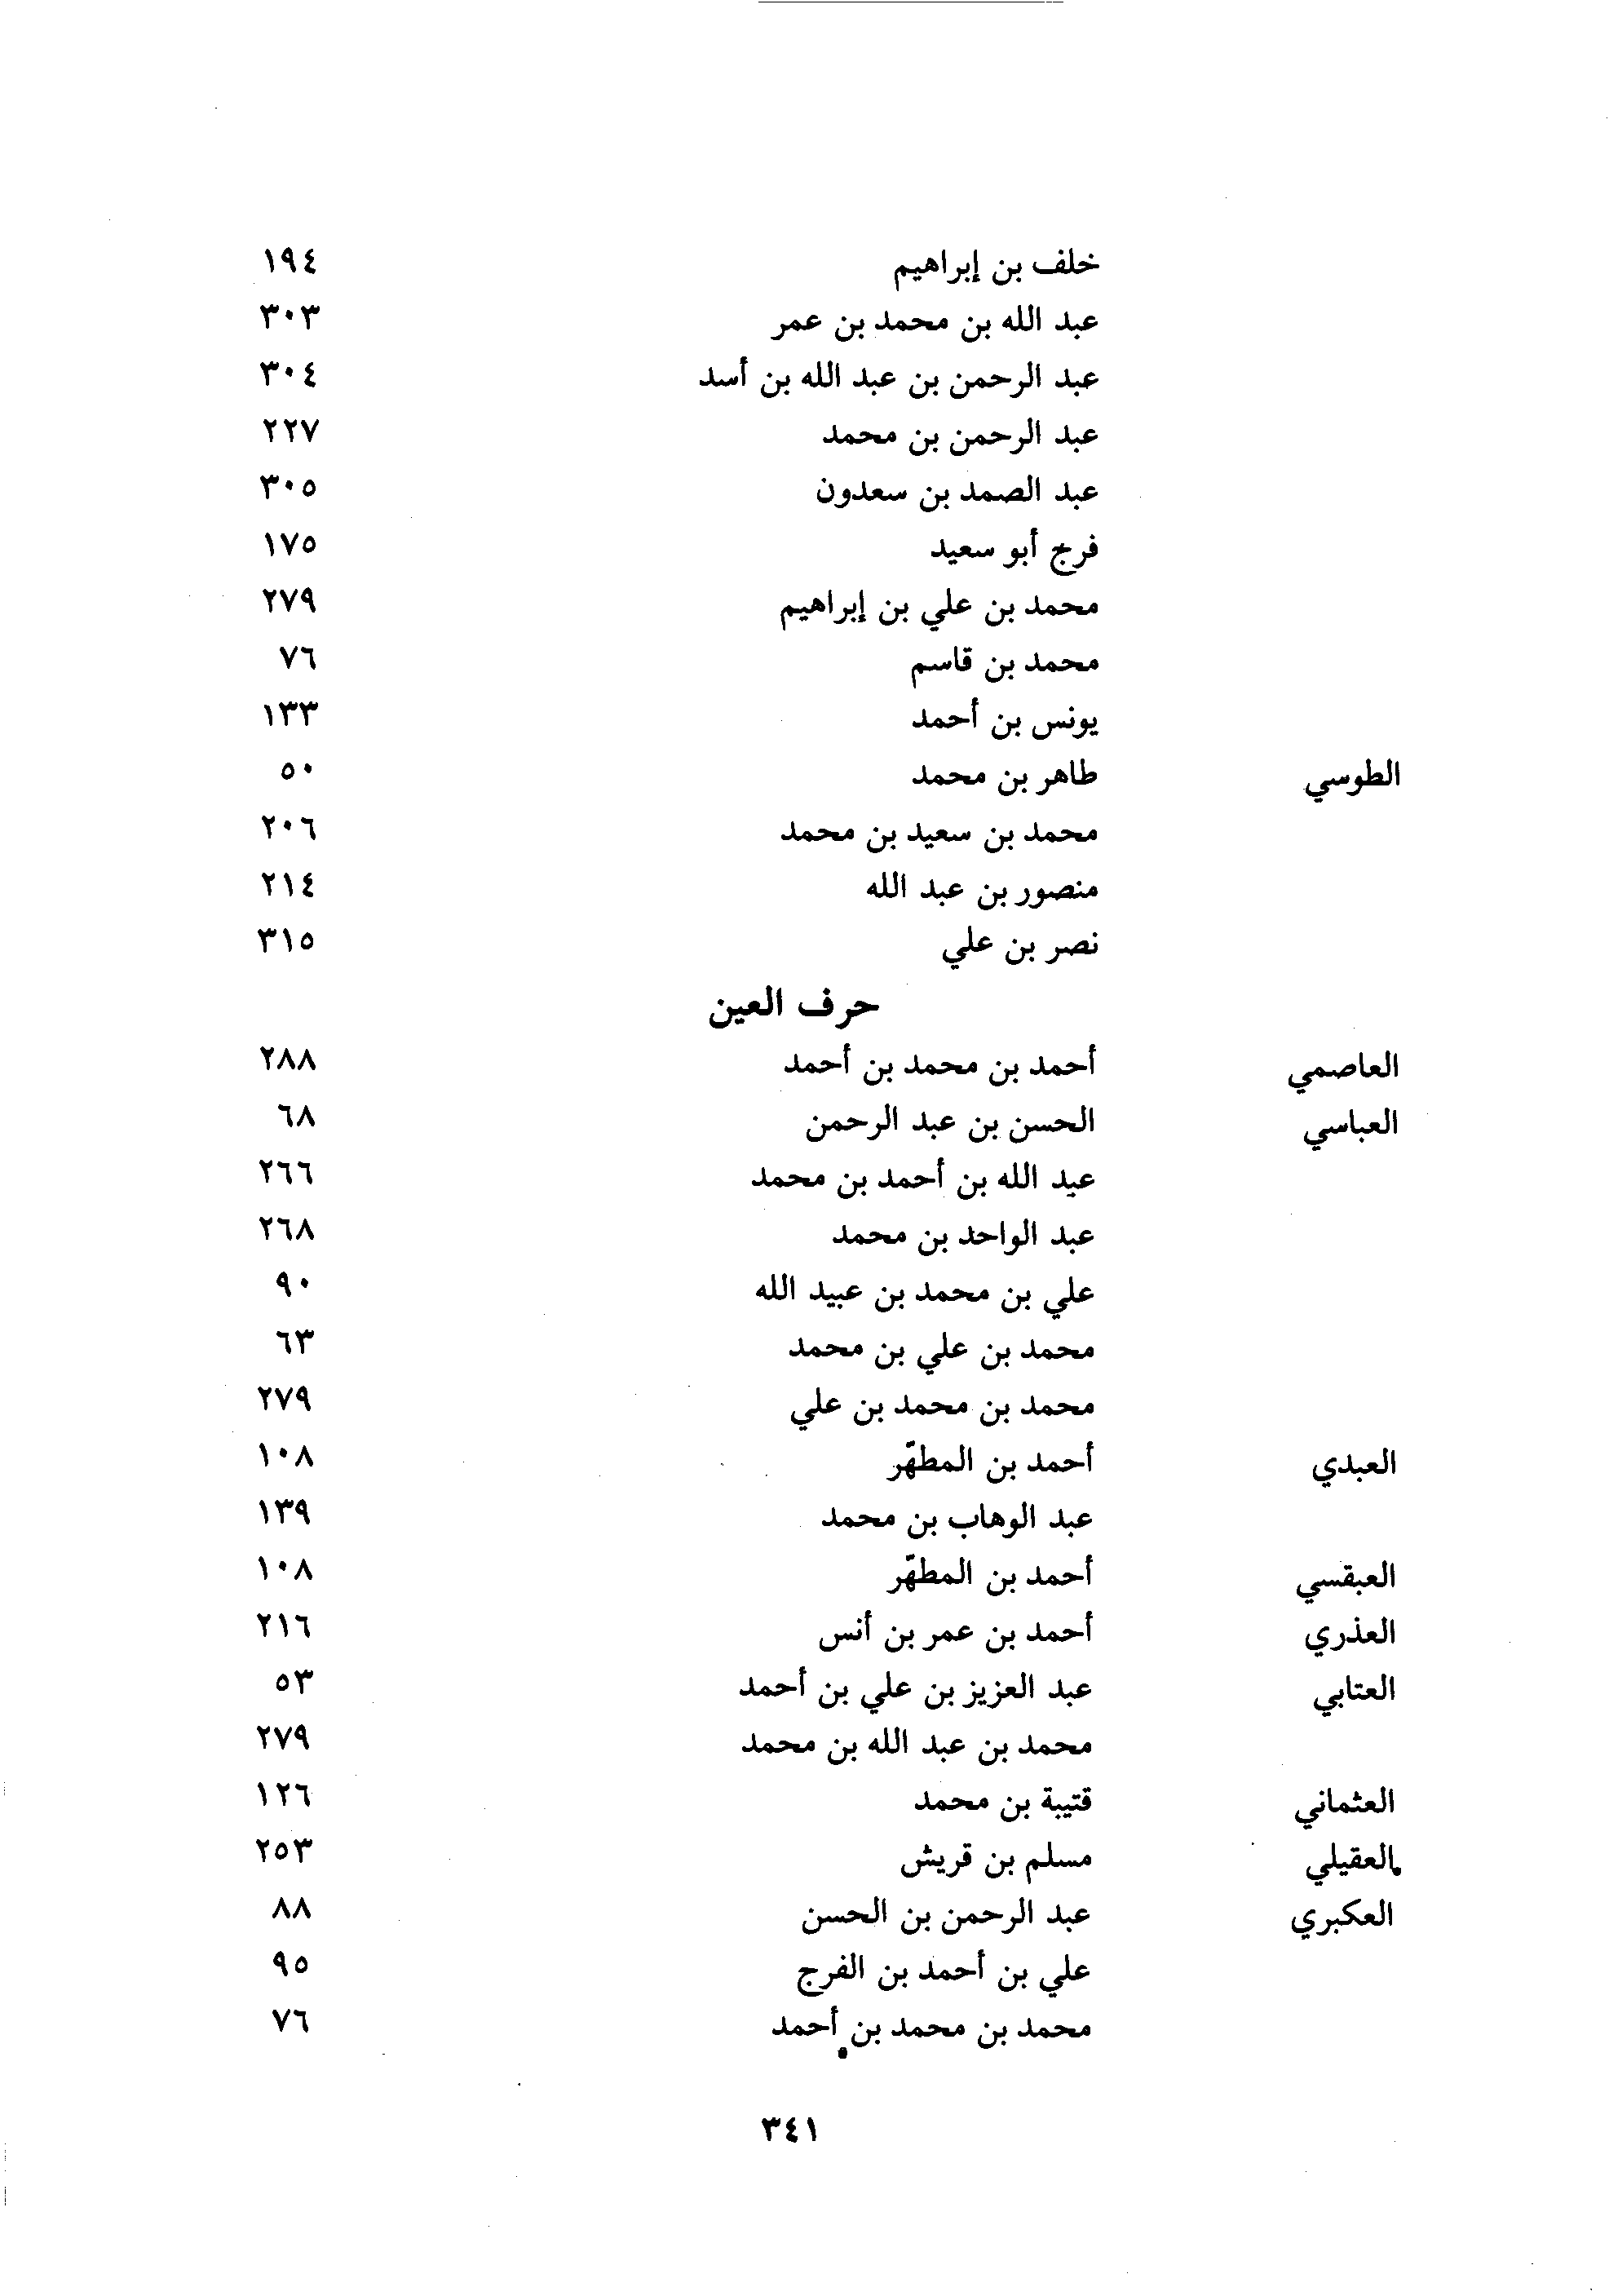 خلف بن إبراهيم ١٩٤
عبد الله بن محمد بن عمر ٣٠٣
عبد الرحمن بن عبد الله بن أسد ٣٠٤
عبد الرحمن بن محمد ٢٢٧
عبد الصمد بن سعدون ٣٠٥
فرج أبو سعيد ١٧٥
محمد بن علي بن إبراهيم ٢٧٩
محمد بن قاسم ٧٦
يونس بن أحمد ١٣٣
الطوسي طاهر بن محمد ٥٠
محمد بن سعيد بن محمد ٢٠٦
منصور بن عبد الله ٢١٤
نصر بن علي ٣١٥
حرف العين
العاصمي أحمد بن محمد بن أحمد ٢٨٨
العباسي الحسن بن عبد الرحمن ٦٨
عبد الله بن أحمد بن محمد ٢٦٦
عبد الواحد بن محمد ٢٦٨
علي بن محمد بن عبيد الله ٩٠
محمد بن علي بن محمد ٦٣
محمد بن محمد بن علي ٢٧٩
العبدي أحمد بن المطهّر ١٠٨
عبد الوهاب بن محمد ١٣٩
العبقسي أحمد بن المطهّر ١٠٨
العذري أحمد بن عمر بن أنس ٢١٦
العتابي عبد العزيز بن علي بن أحمد ٥٣
محمد بن عبد الله بن محمد ٢٧٩
العثماني قتيبة بن محمد ١٢٦
العقيلي مسلم بن قريش ٢٥٣
العكبري عبد الرحمن بن الحسن ٨٨
علي بن أحمد بن الفرج ٩٥
محمد بن محمد بن أحمد ٧٦
٣٤١